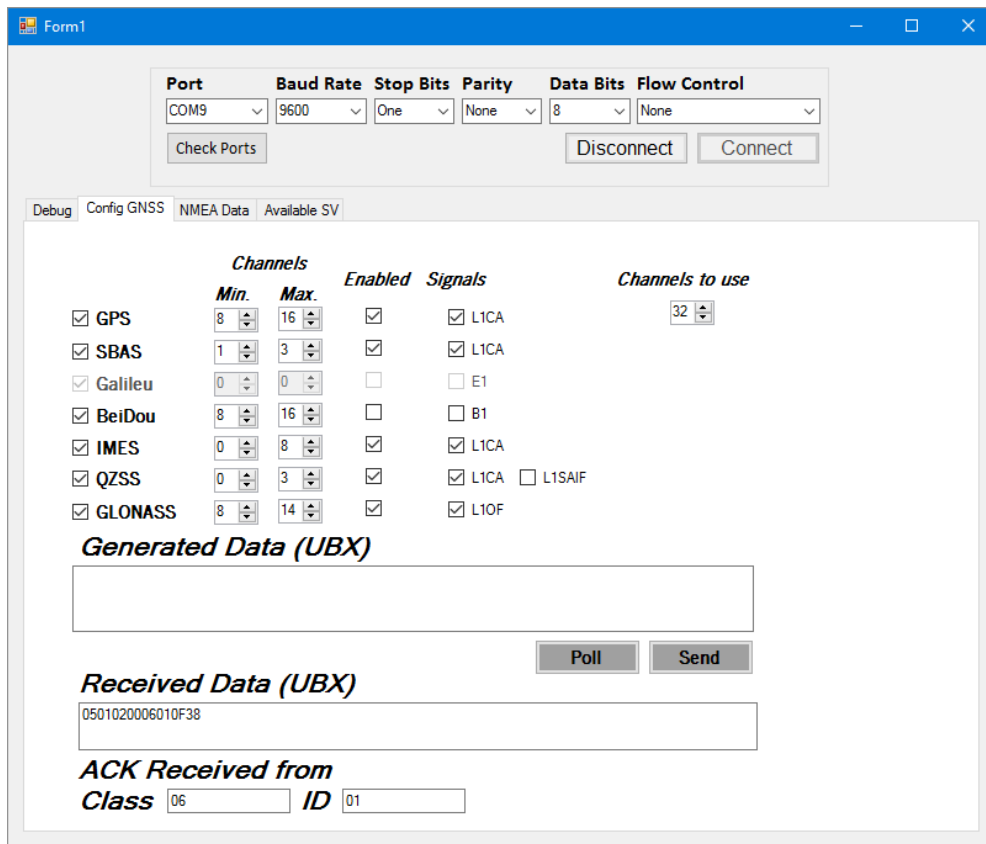 Form1
Port Baud Rate Stop Bits Parity Data Bits Flow Control
COM9 9600 One None 8 None
Check Ports Disconnect Connect
Debug Config GNSS NMEA Data Available SV
Channels
Enabled Signals Channels to use
Min. Max.
GPS 8 16 L1CA 32
SBAS 1 3 L1CA
Galileu 0 0 E1
BeiDou 8 16 B1
IMES 0 8 L1CA
QZSS 0 3 L1CA L1SAIF
GLONASS 8 14 L1OF
Generated Data (UBX)
Poll Send
Received Data (UBX)
0501020006010F38
ACK Received from
Class 06 ID 01